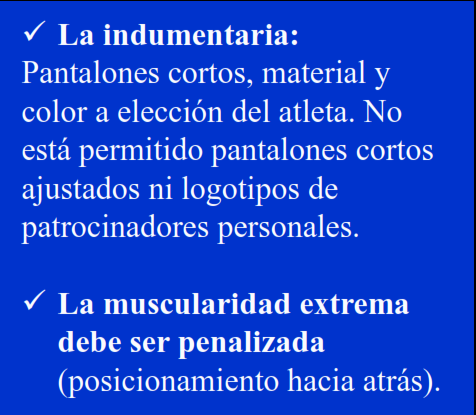 ✓ La indumentaria:
Pantalones cortos, material y
color a elección del atleta. No
está permitido pantalones cortos
ajustados ni logotipos de
patrocinadores personales.
✓ La muscularidad extrema
debe ser penalizada
(posicionamiento hacia atrás).